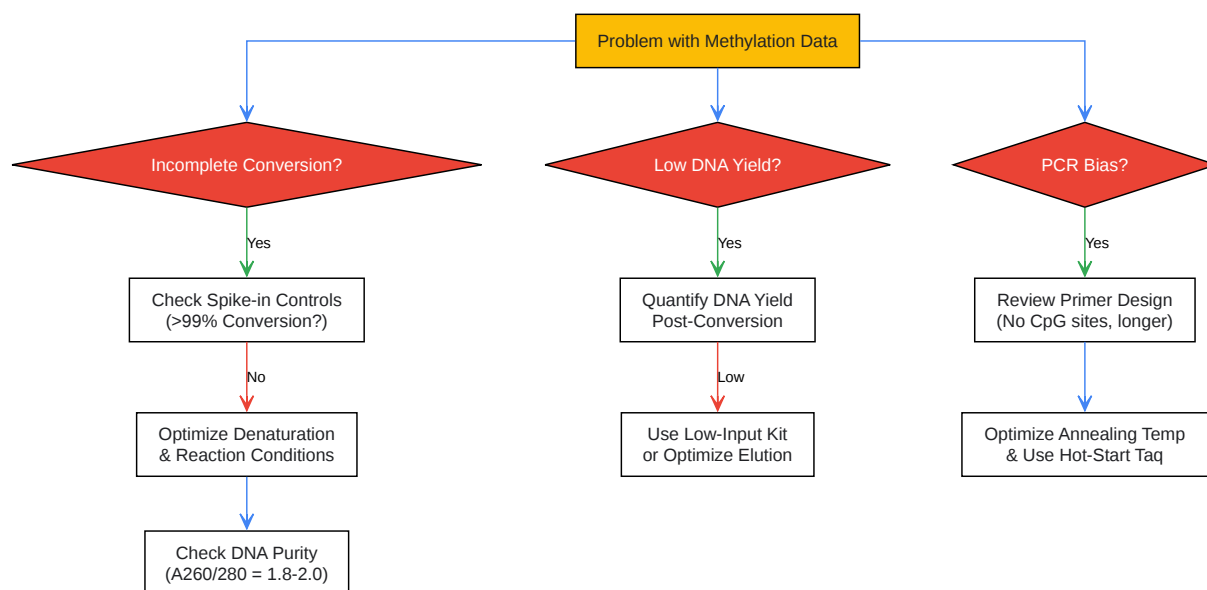 Problem with Methylation Data
Incomplete Conversion?
Low DNA Yield?
PCR Bias?
Yes
Yes
Yes
Check Spike-in Controls
(>99% Conversion?)
Quantify DNA Yield
Post-Conversion
Review Primer Design
(No CpG sites, longer)
No
Low
Optimize Denaturation
& Reaction Conditions
Use Low-Input Kit
or Optimize Elution
Optimize Annealing Temp
& Use Hot-Start Taq
Check DNA Purity
(A260/280 = 1.8-2.0)